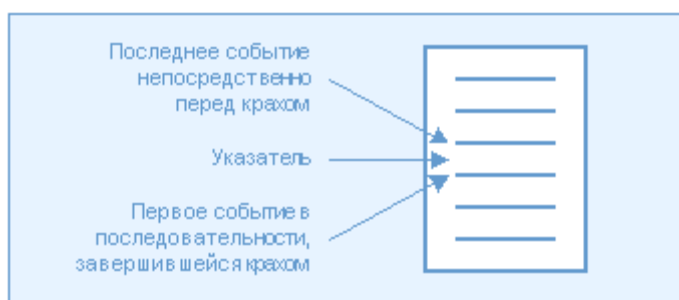 Последнее событие
непосредственно
перед крахом
Указатель
Первое событие в
последовательности,
завершившейся крахом